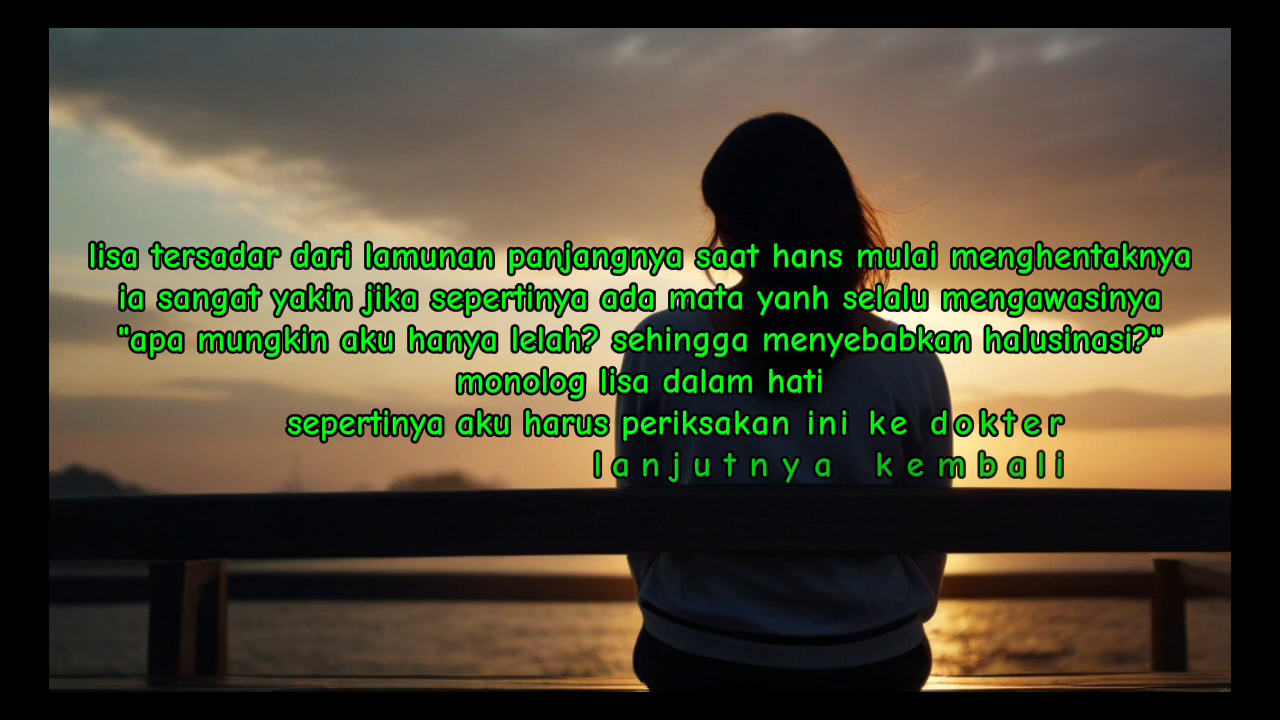 lisa tersadar dari lamunan panjangnya saat hans mulai menghentaknya
ia sangat yakin jika sepertinya ada mata yanh selalu mengawasinya
"apa mungkin aku hanya lelah? sehingga menyebabkan halusinasi?"
monolog lisa dalam hati
sepertinya aku harus periksakan ini ke dokter
lanjutnya kembali